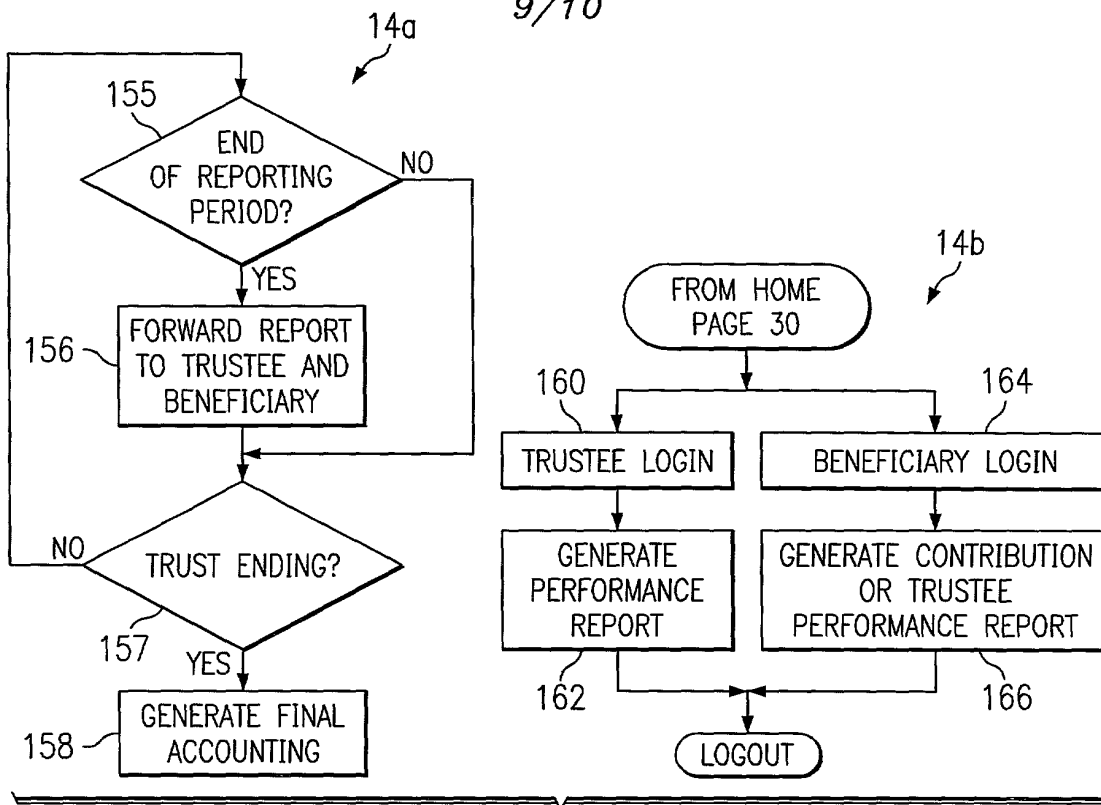 9/10
14a
155
END
OF REPORTING
PERIOD?
NO
YES
156
FORWARD REPORT
TO TRUSTEE AND
BENEFICIARY
NO
TRUST ENDING?
157
YES
158
GENERATE FINAL
ACCOUNTING
14b
FROM HOME
PAGE 30
160
TRUSTEE LOGIN
GENERATE
PERFORMANCE
REPORT
162
164
BENEFICIARY LOGIN
GENERATE CONTRIBUTION
OR TRUSTEE
PERFORMANCE REPORT
166
LOGOUT